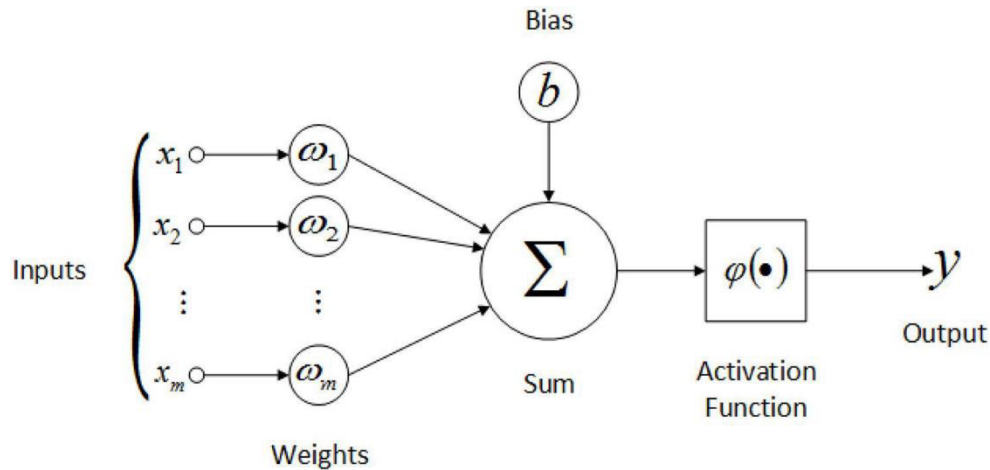 Bias
b
x₁ ω₁
x₂ ω₂
Inputs ⋮ ⋮ Σ φ(•) y
Output
xₘ ωₘ Sum Activation
Function
Weights